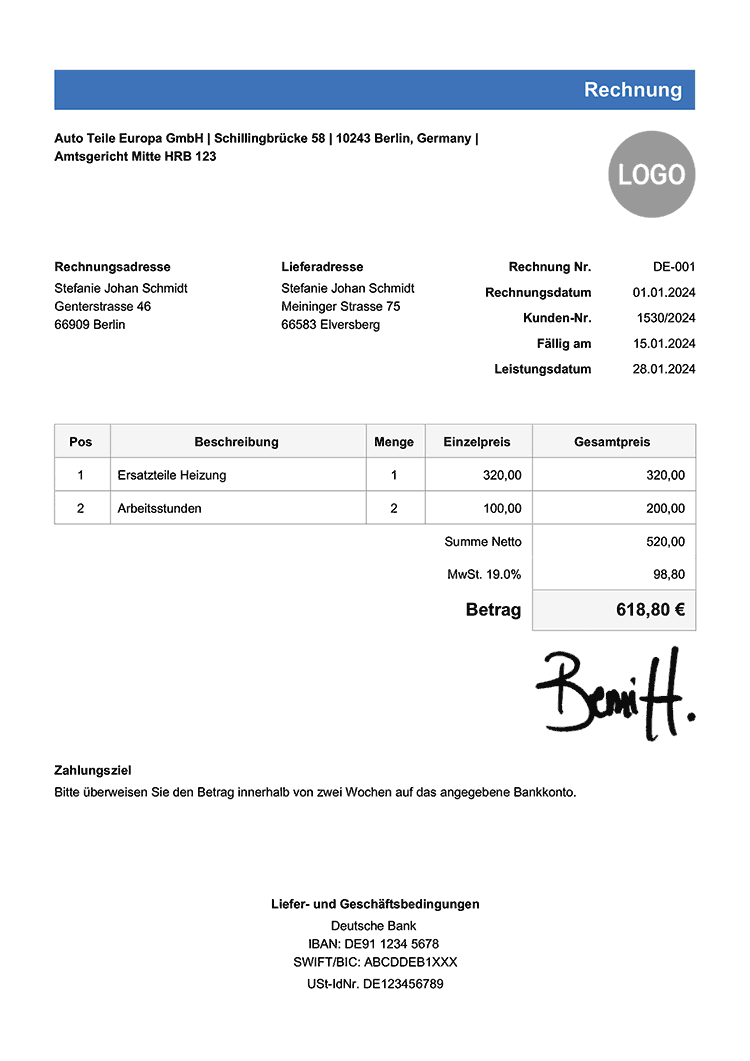 Rechnung
Auto Teile Europa GmbH | Schillingbrücke 58 | 10243 Berlin, Germany |
Amtsgericht Mitte HRB 123
LOGO
Rechnungsadresse
Stefanie Johan Schmidt
Genterstrasse 46
66909 Berlin
Lieferadresse
Stefanie Johan Schmidt
Meininger Strasse 75
66583 Elversberg
Rechnung Nr. DE-001
Rechnungsdatum 01.01.2024
Kunden-Nr. 1530/2024
Fällig am 15.01.2024
Leistungsdatum 28.01.2024
Pos Beschreibung Menge Einzelpreis Gesamtpreis
1 Ersatzteile Heizung 1 320,00 320,00
2 Arbeitsstunden 2 100,00 200,00
Summe Netto 520,00
MwSt. 19.0% 98,80
Betrag 618,80 €
Zahlungsziel
Bitte überweisen Sie den Betrag innerhalb von zwei Wochen auf das angegebene Bankkonto.
Liefer- und Geschäftsbedingungen
Deutsche Bank
IBAN: DE91 1234 5678
SWIFT/BIC: ABCDDEB1XXX
USt-IdNr. DE123456789